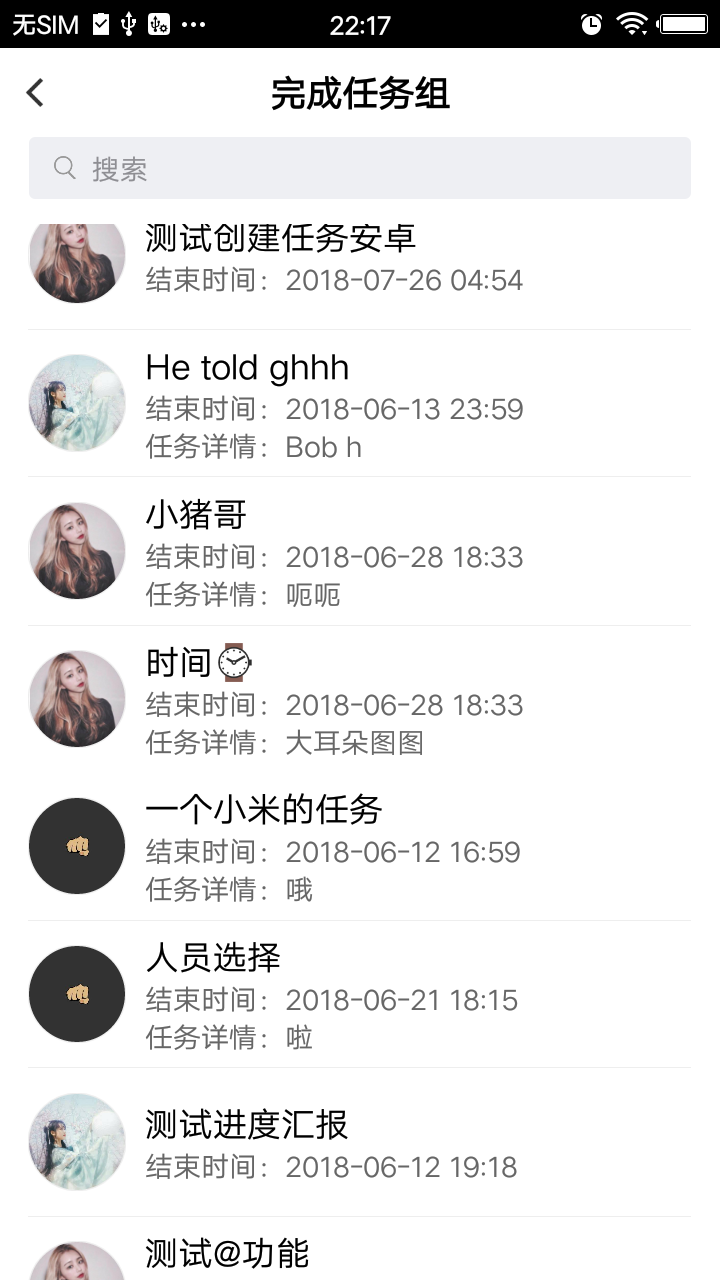 无SIM 22:17
完成任务组
搜索
测试创建任务安卓
结束时间：2018-07-26 04:54
He told ghhh
结束时间：2018-06-13 23:59
任务详情：Bob h
小猪哥
结束时间：2018-06-28 18:33
任务详情：呃呃
时间⌚
结束时间：2018-06-28 18:33
任务详情：大耳朵图图
一个小米的任务
结束时间：2018-06-12 16:59
任务详情：哦
人员选择
结束时间：2018-06-21 18:15
任务详情：啦
测试进度汇报
结束时间：2018-06-12 19:18
测试@功能